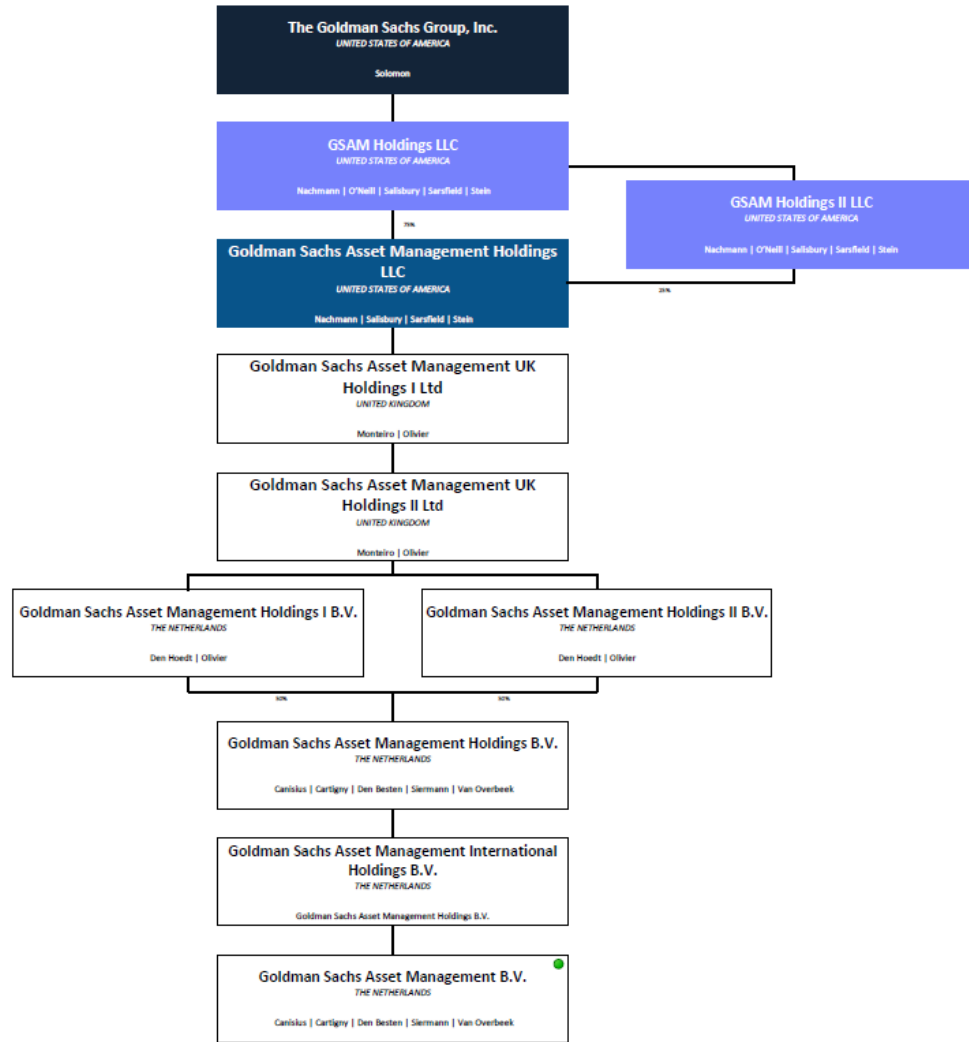 The Goldman Sachs Group, Inc.
UNITED STATES OF AMERICA
Solomon
GSAM Holdings LLC
UNITED STATES OF AMERICA
Nachmann | O'Neill | Salisbury | Sarsfield | Stein
GSAM Holdings II LLC
UNITED STATES OF AMERICA
Nachmann | O'Neill | Salisbury | Sarsfield | Stein
75%
25%
Goldman Sachs Asset Management Holdings
LLC
UNITED STATES OF AMERICA
Nachmann | Salisbury | Sarsfield | Stein
Goldman Sachs Asset Management UK
Holdings I Ltd
UNITED KINGDOM
Monteiro | Olivier
Goldman Sachs Asset Management UK
Holdings II Ltd
UNITED KINGDOM
Monteiro | Olivier
Goldman Sachs Asset Management Holdings I B.V.
THE NETHERLANDS
Den Hoedt | Olivier
Goldman Sachs Asset Management Holdings II B.V.
THE NETHERLANDS
Den Hoedt | Olivier
50%
50%
Goldman Sachs Asset Management Holdings B.V.
THE NETHERLANDS
Canisius | Cartigny | Den Besten | Siermann | Van Overbeek
Goldman Sachs Asset Management International
Holdings B.V.
THE NETHERLANDS
Goldman Sachs Asset Management Holdings B.V.
Goldman Sachs Asset Management B.V.
THE NETHERLANDS
Canisius | Cartigny | Den Besten | Siermann | Van Overbeek